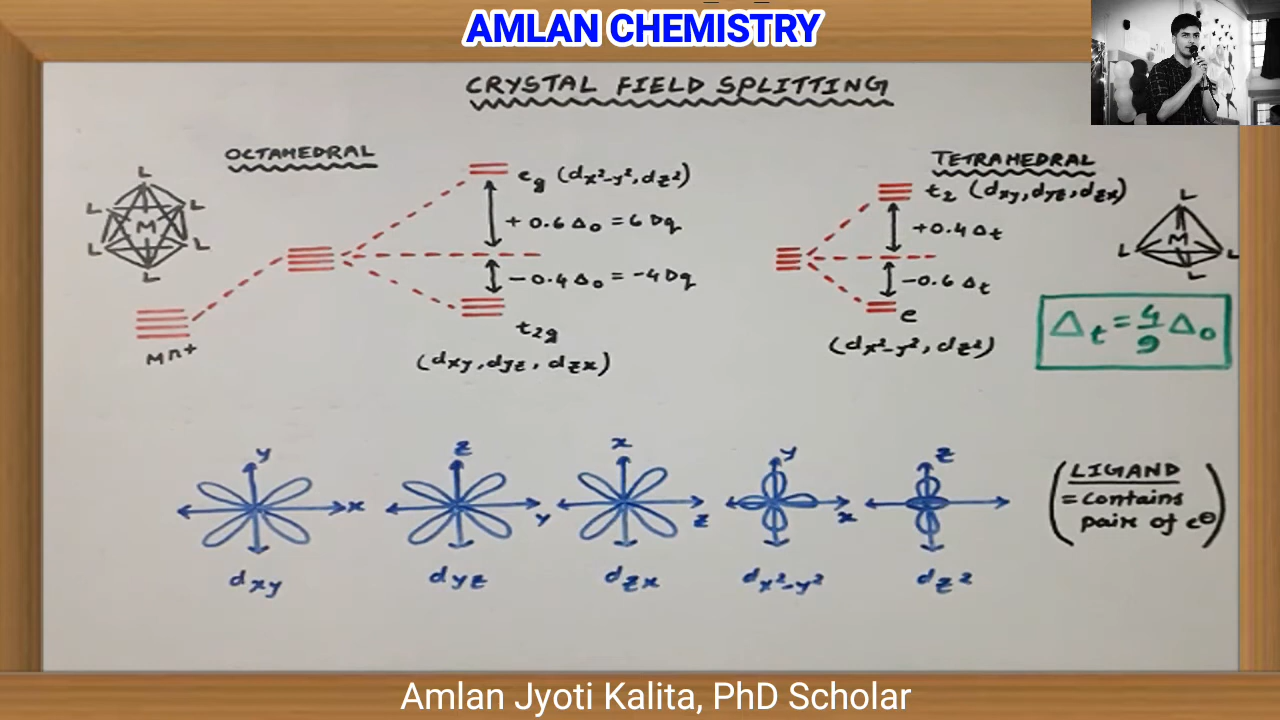 AMLAN CHEMISTRY
CRYSTAL FIELD SPLITTING
OCTAHEDRAL
L
L
L
M
L
L
L
Mn+
eg (dx²-y², dz²)
+ 0.6 Δo = 6 Dq
- 0.4 Δo = -4 Dq
t2g
(dxy, dyz, dzx)
TETRAHEDRAL
t2 (dxy, dyz, dzx)
+0.4 Δt
-0.6 Δt
e
(dx²-y², dz²)
L
M
L
L
L
Δt = 4/9 Δo
y
x
dxy
z
y
dyz
x
z
dzx
y
x
dx²-y²
z
dz²
(LIGAND
= contains
pair of e⊖)
Amlan Jyoti Kalita, PhD Scholar